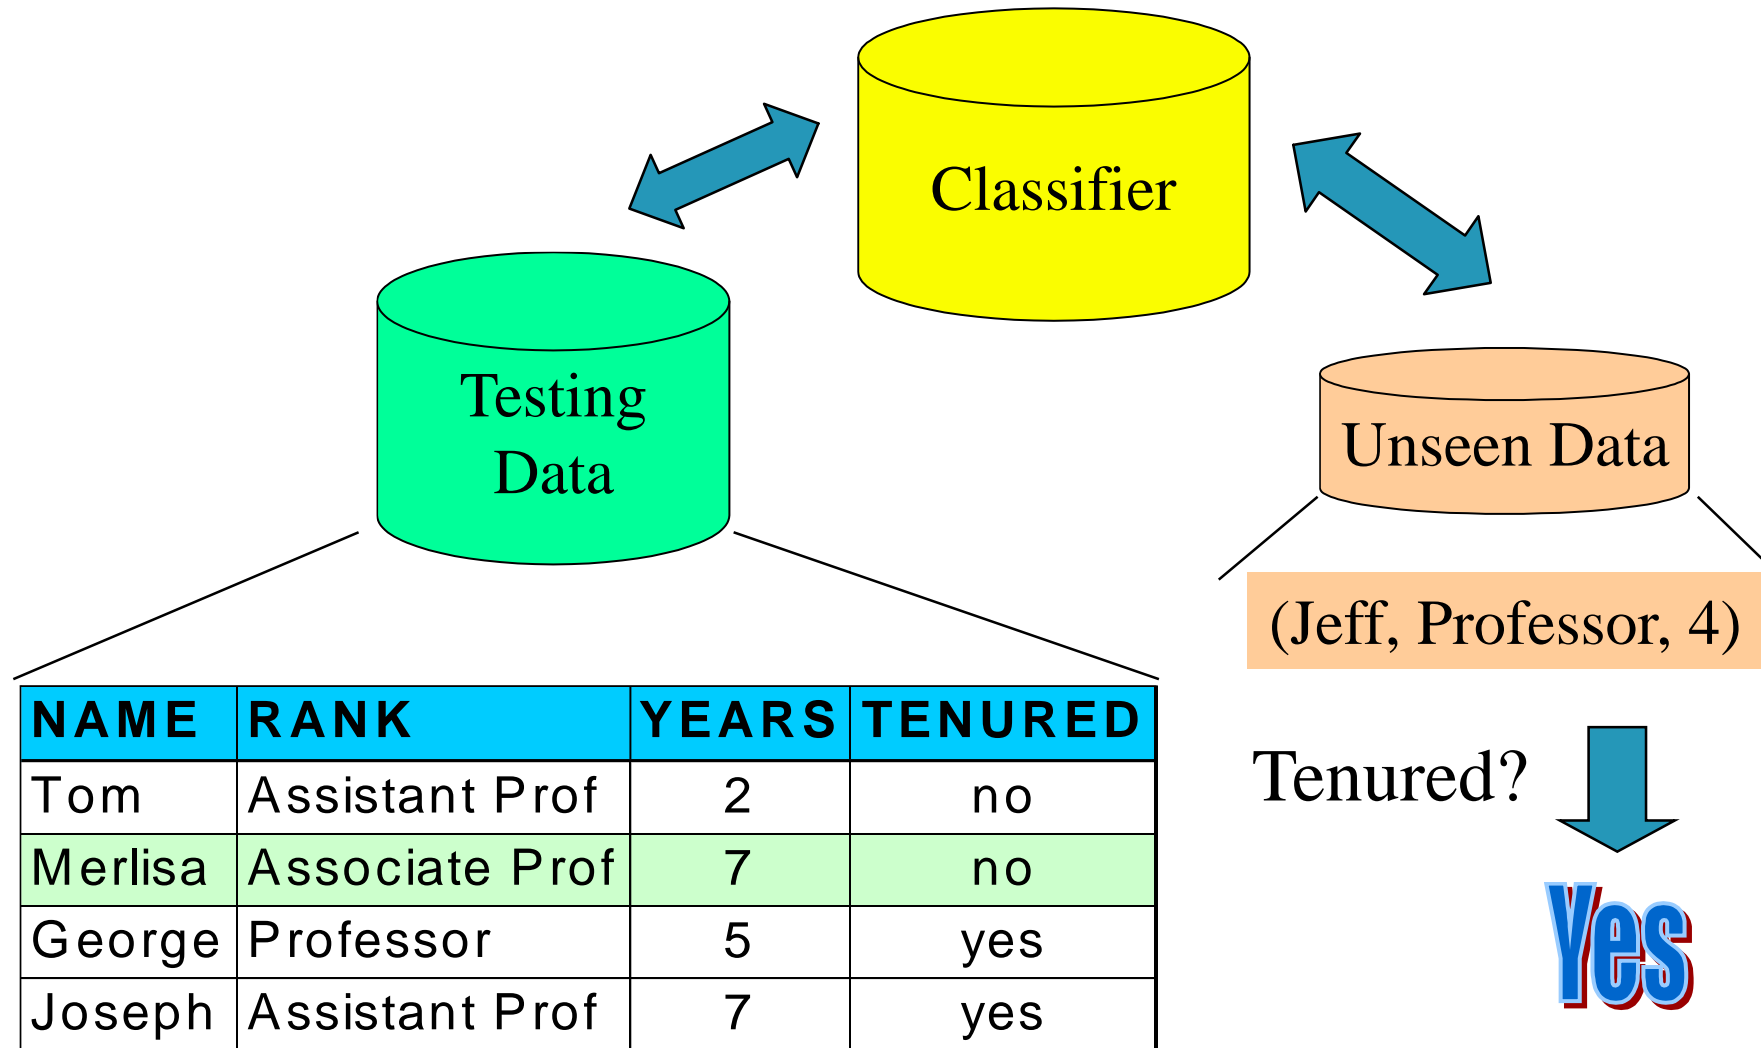 Classifier
Testing
Data
Unseen Data
(Jeff, Professor, 4)
NAME RANK YEARS TENURED
Tom Assistant Prof 2 no
Merlisa Associate Prof 7 no
George Professor 5 yes
Joseph Assistant Prof 7 yes
Tenured?
Yes